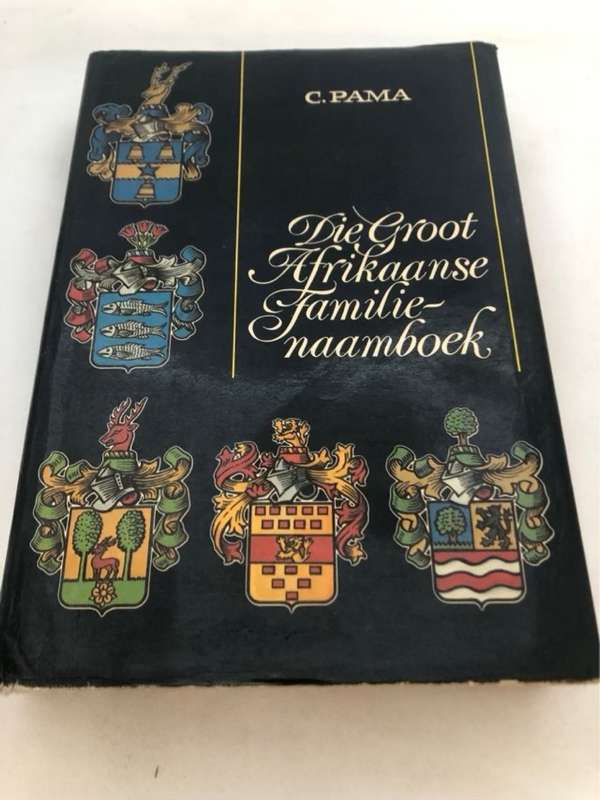 C. PAMA
Die Groot
Afrikaanse
Familie-
naamboek